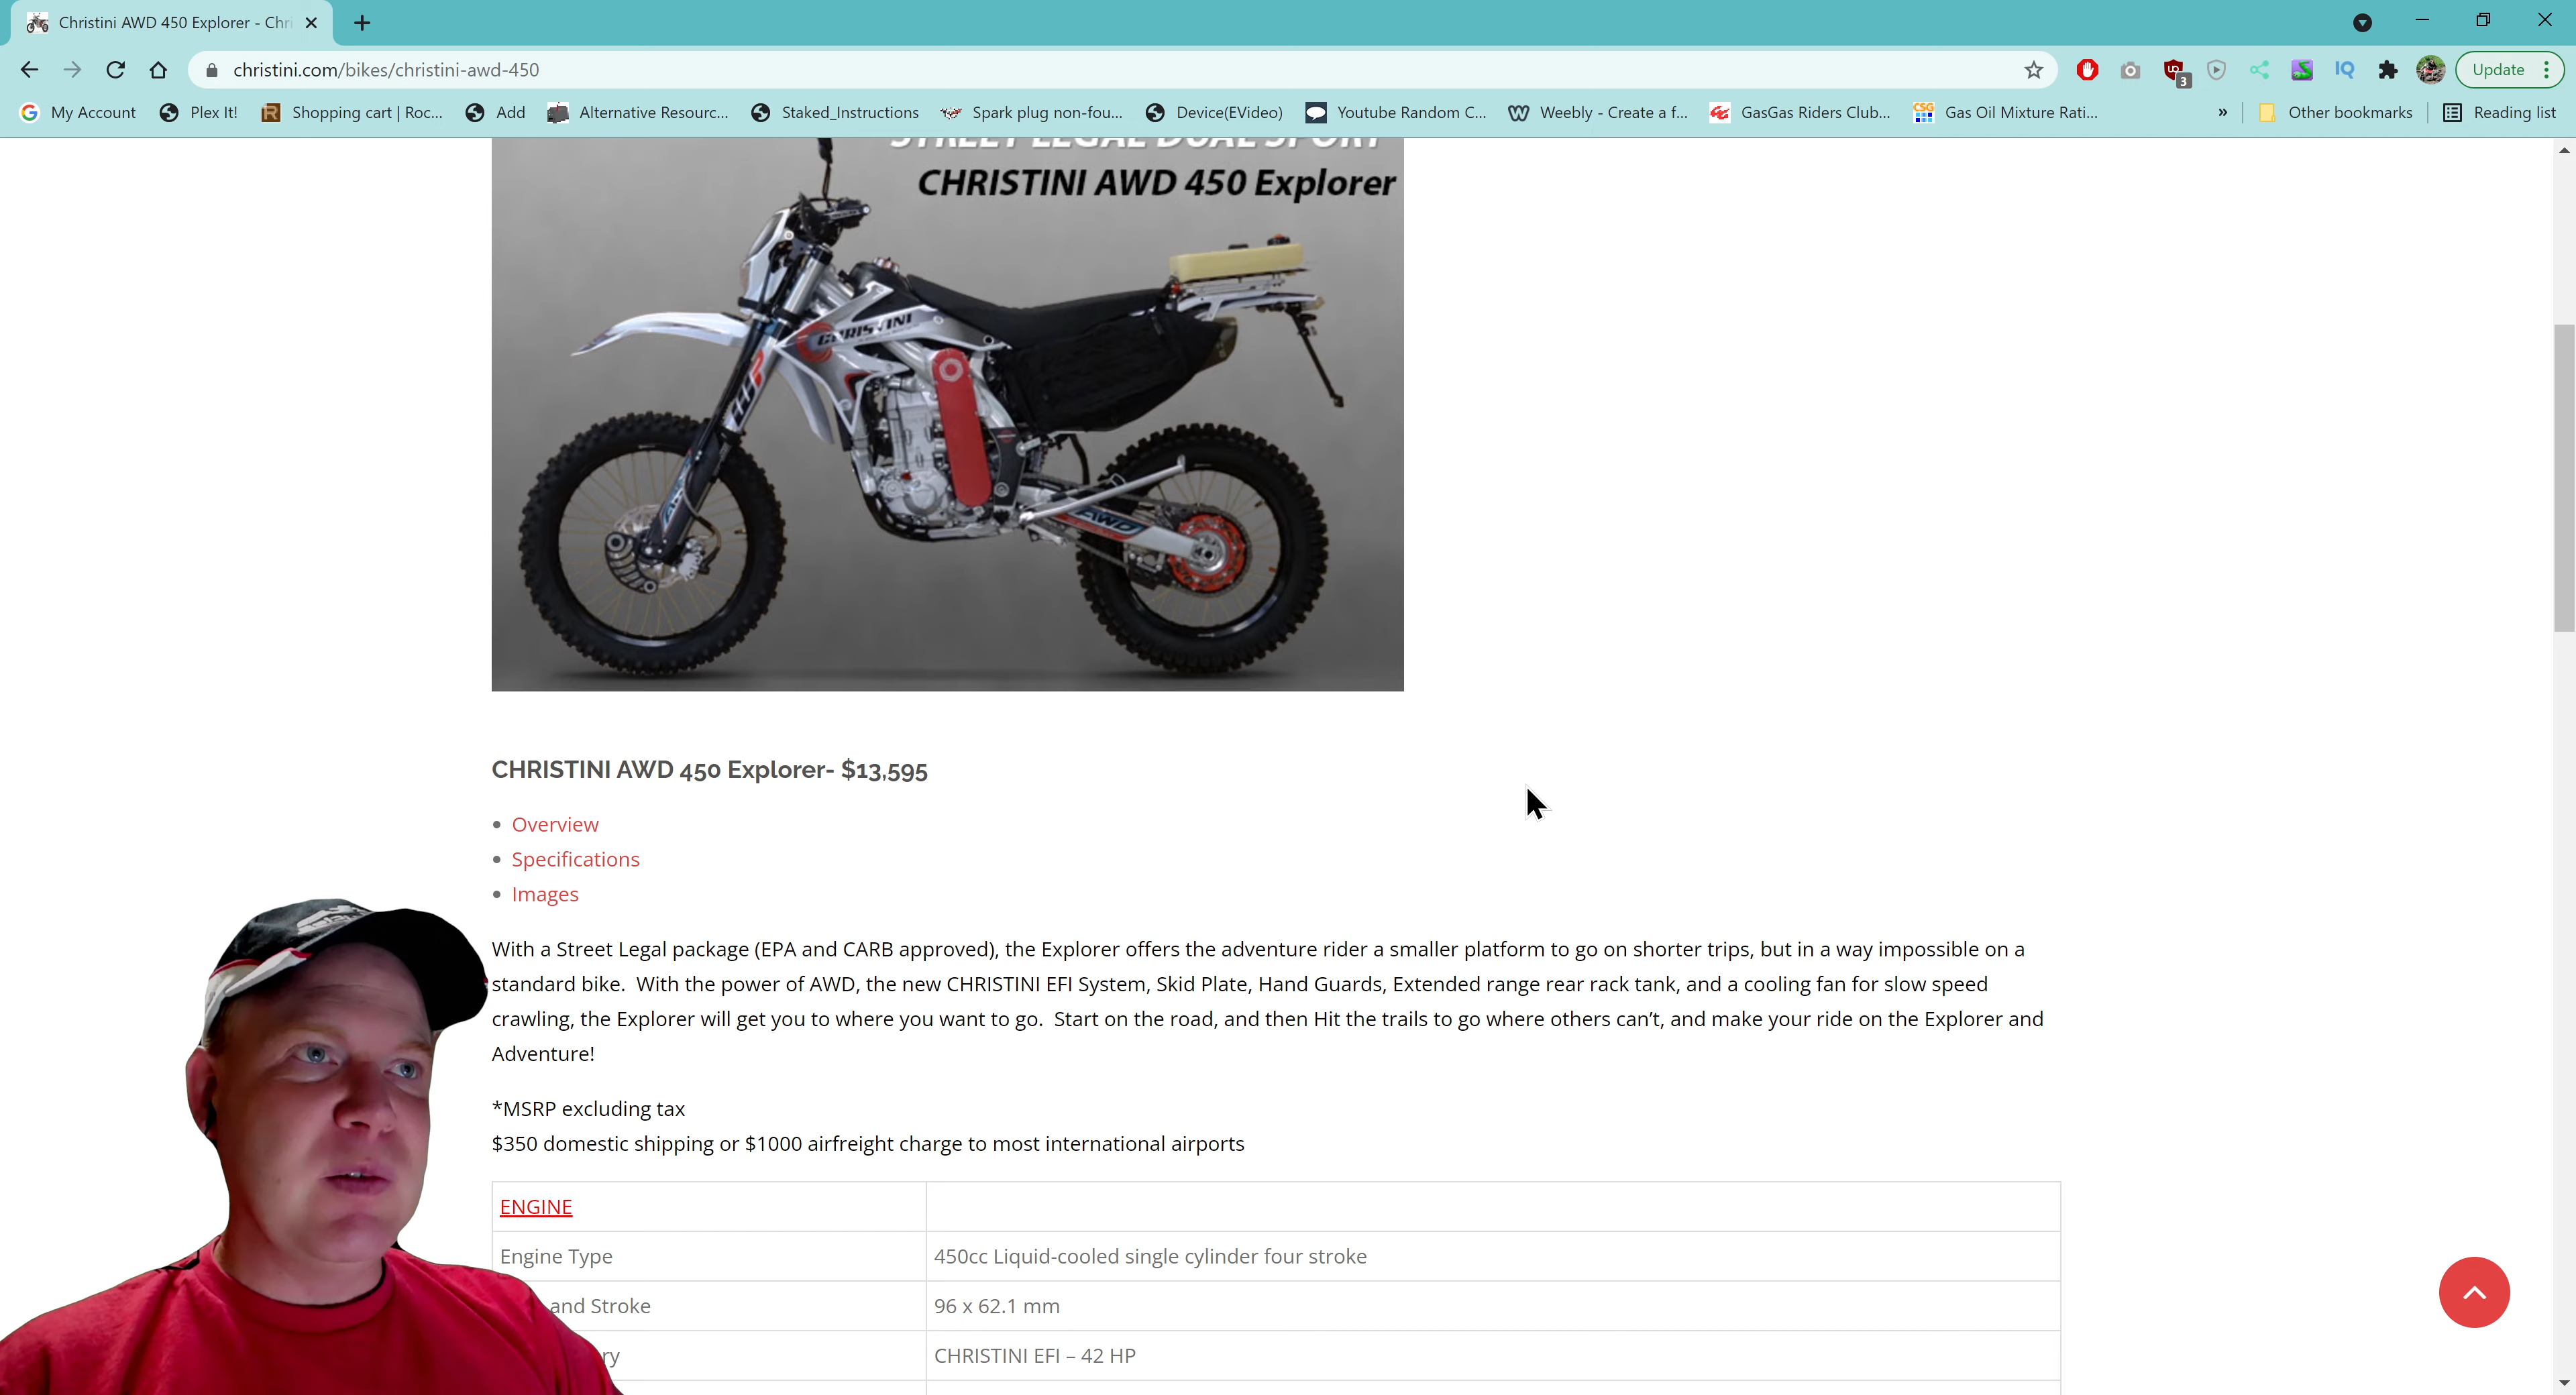 Christini AWD 450 Explorer - Chri
christini.com/bikes/christini-awd-450
3
IQ
Update
My Account
Plex It!
Shopping cart | Roc...
Add
Alternative Resourc...
Staked_Instructions
Spark plug non-fou...
Device(EVideo)
Youtube Random C...
Weebly - Create a f...
GasGas Riders Club...
CSG
Gas Oil Mixture Rati...
»
Other bookmarks
Reading list
STREET LEGAL DUAL SPORT
CHRISTINI AWD 450 Explorer
CHRISTINI
AWD
CHRISTINI AWD 450 Explorer- $13,595
• Overview
• Specifications
• Images
With a Street Legal package (EPA and CARB approved), the Explorer offers the adventure rider a smaller platform to go on shorter trips, but in a way impossible on a
standard bike.  With the power of AWD, the new CHRISTINI EFI System, Skid Plate, Hand Guards, Extended range rear rack tank, and a cooling fan for slow speed
crawling, the Explorer will get you to where you want to go.  Start on the road, and then Hit the trails to go where others can’t, and make your ride on the Explorer and
Adventure!
*MSRP excluding tax
$350 domestic shipping or $1000 airfreight charge to most international airports
ENGINE
Engine Type
450cc Liquid-cooled single cylinder four stroke
and Stroke
96 x 62.1 mm
ry
CHRISTINI EFI – 42 HP